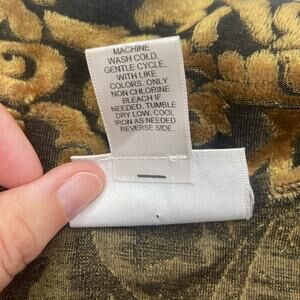 MACHINE
WASH COLD,
GENTLE CYCLE,
WITH LIKE
COLORS. ONLY
NON CHLORINE
BLEACH IF
NEEDED. TUMBLE
DRY LOW. COOL
IRON AS NEEDED.
REVERSE SIDE.